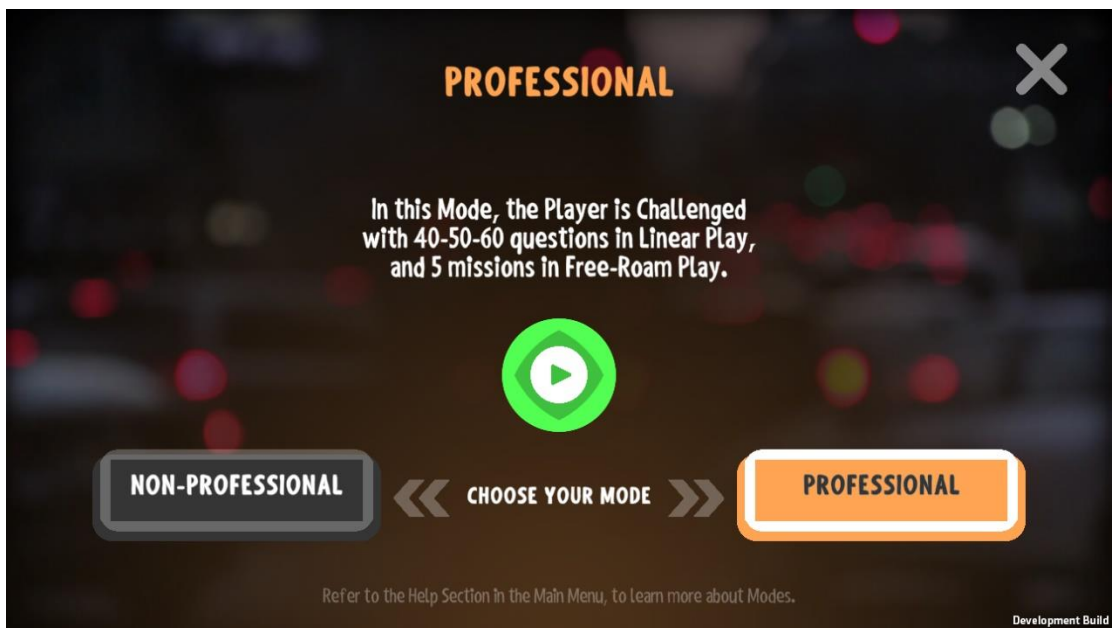 PROFESSIONAL
In this Mode, the Player is Challenged
with 40-50-60 questions in Linear Play,
and 5 missions in Free-Roam Play.
NON-PROFESSIONAL
CHOOSE YOUR MODE
PROFESSIONAL
Refer to the Help Section in the Main Menu, to learn more about Modes.
Development Build